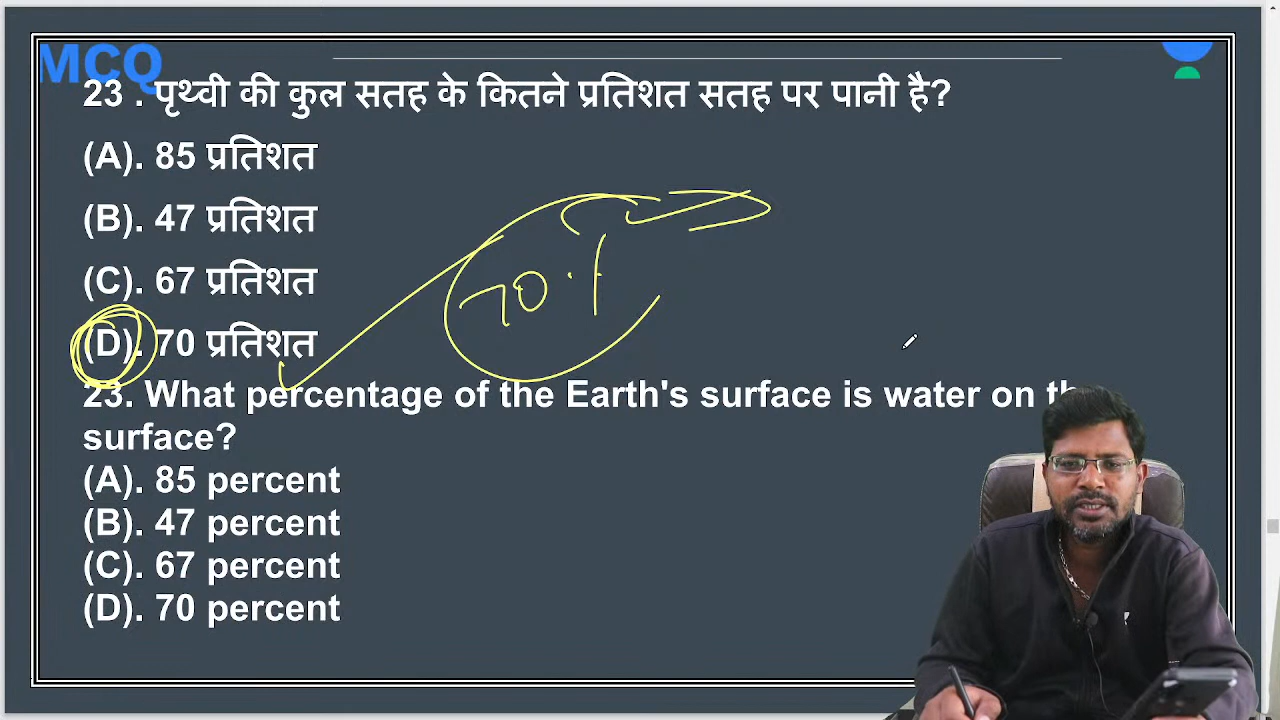 MCQ
23 . पृथ्वी की कुल सतह के कितने प्रतिशत सतह पर पानी है?
(A). 85 प्रतिशत
(B). 47 प्रतिशत
(C). 67 प्रतिशत
70 %
(D). 70 प्रतिशत
23. What percentage of the Earth's surface is water on
surface?
(A). 85 percent
(B). 47 percent
(C). 67 percent
(D). 70 percent